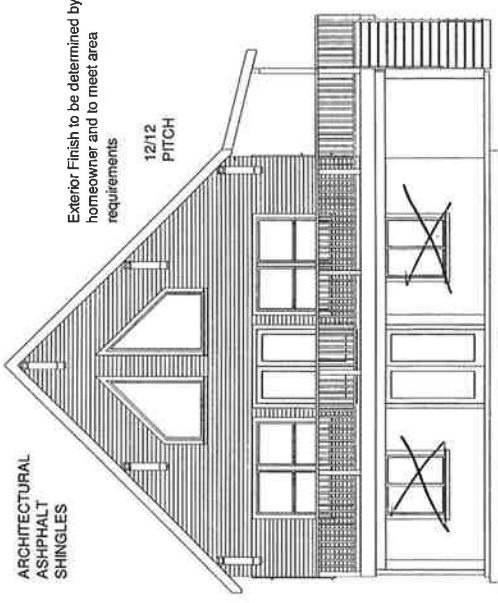 ARCHITECTURAL
ASHPHALT
SHINGLES
Exterior Finish to be determined by
homeowner and to meet area
requirements
12/12
PITCH